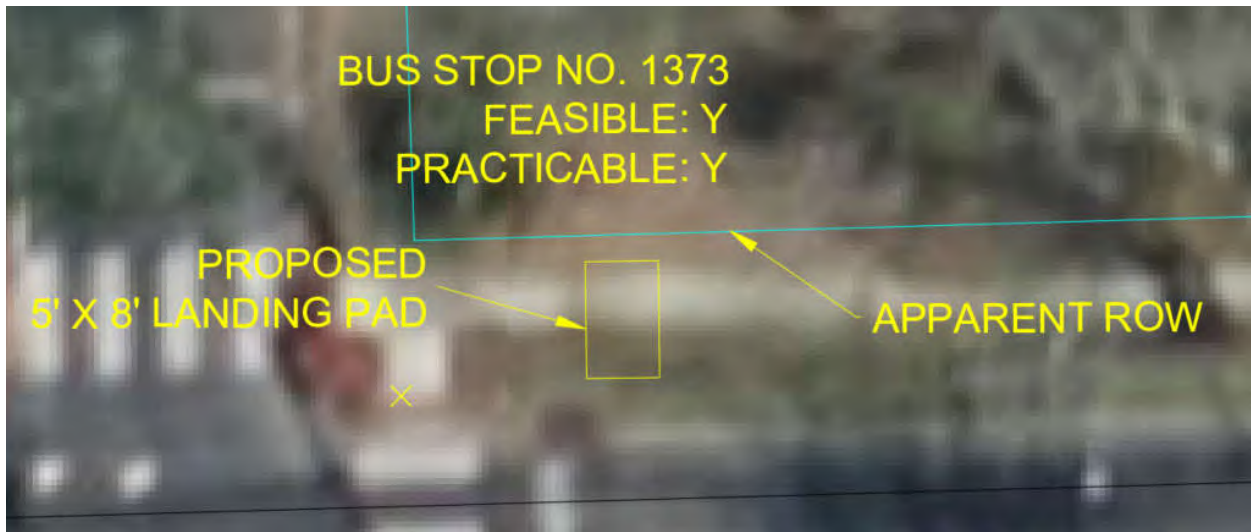 BUS STOP NO. 1373
FEASIBLE: Y
PRACTICABLE: Y
PROPOSED
5' X 8' LANDING PAD
APPARENT ROW